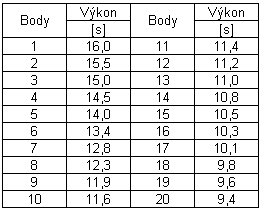 Body Výkon Body Výkon
[s] [s]
1 16,0 11 11,4
2 15,5 12 11,2
3 15,0 13 11,0
4 14,5 14 10,8
5 14,0 15 10,5
6 13,4 16 10,3
7 12,8 17 10,1
8 12,3 18 9,8
9 11,9 19 9,6
10 11,6 20 9,4